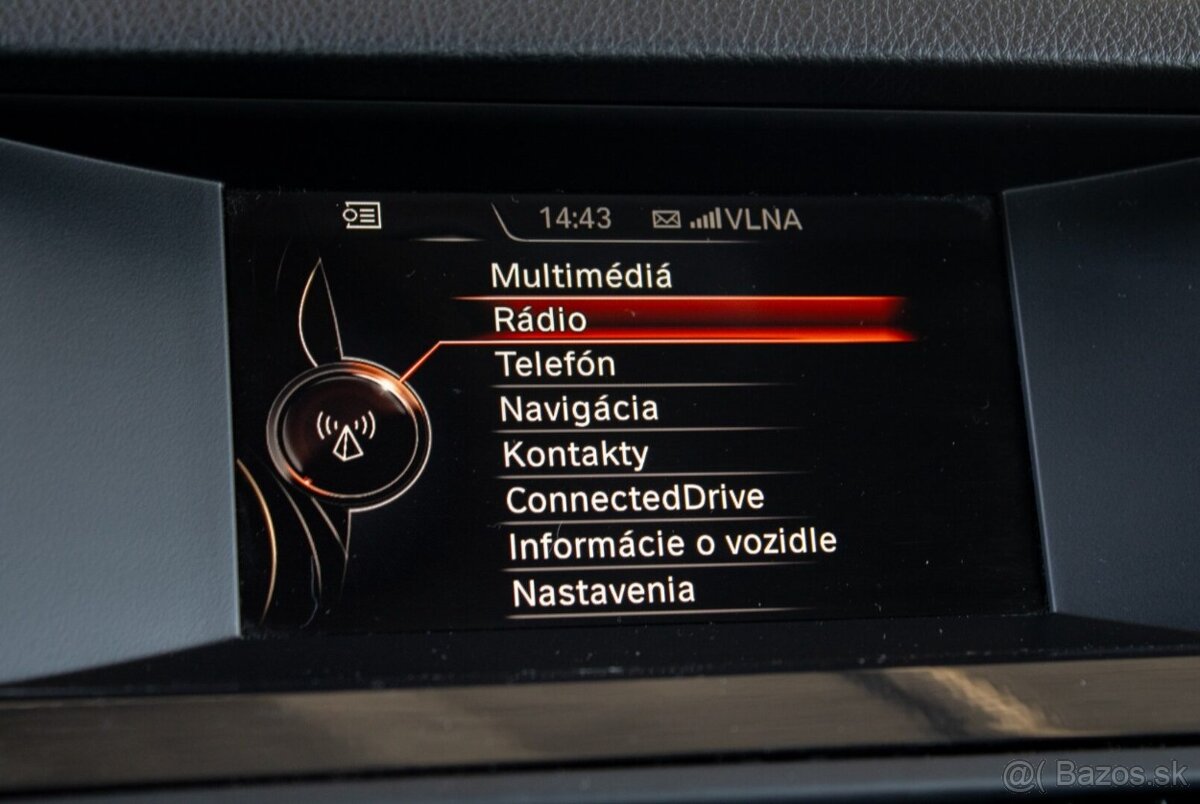 14:43 VLNA
Multimédiá
Rádio
Telefón
Navigácia
Kontakty
ConnectedDrive
Informácie o vozidle
Nastavenia
@( Bazos.sk